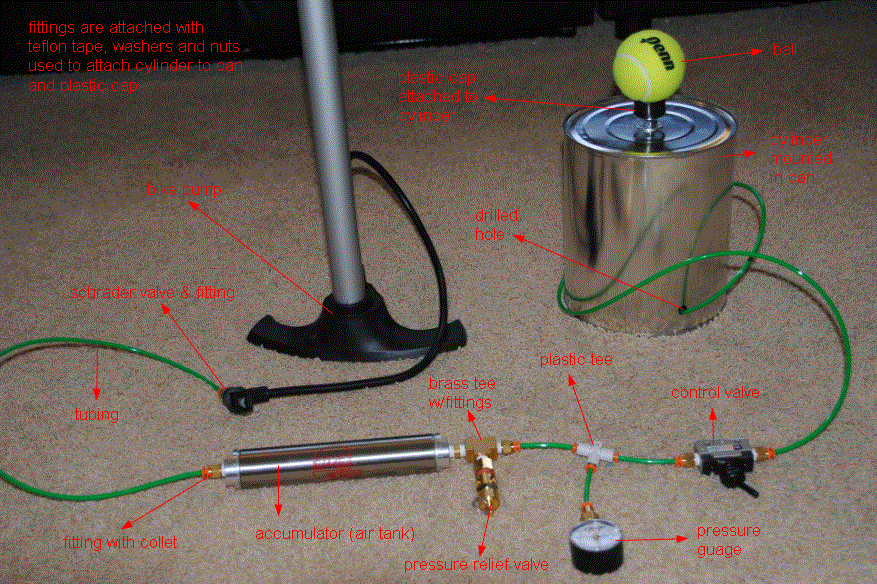 fittings are attached with
teflon tape, washers and nuts
used to attach cylinder to can
and plastic cap
Penn
ball
plastic cap
attached to
cylinder
cylinder
mounted
in can
bike pump
drilled
hole
schrader valve & fitting
plastic tee
brass tee
w/fittings
control valve
tubing
accumulator (air tank)
pressure
guage
fitting with collet
pressure relief valve